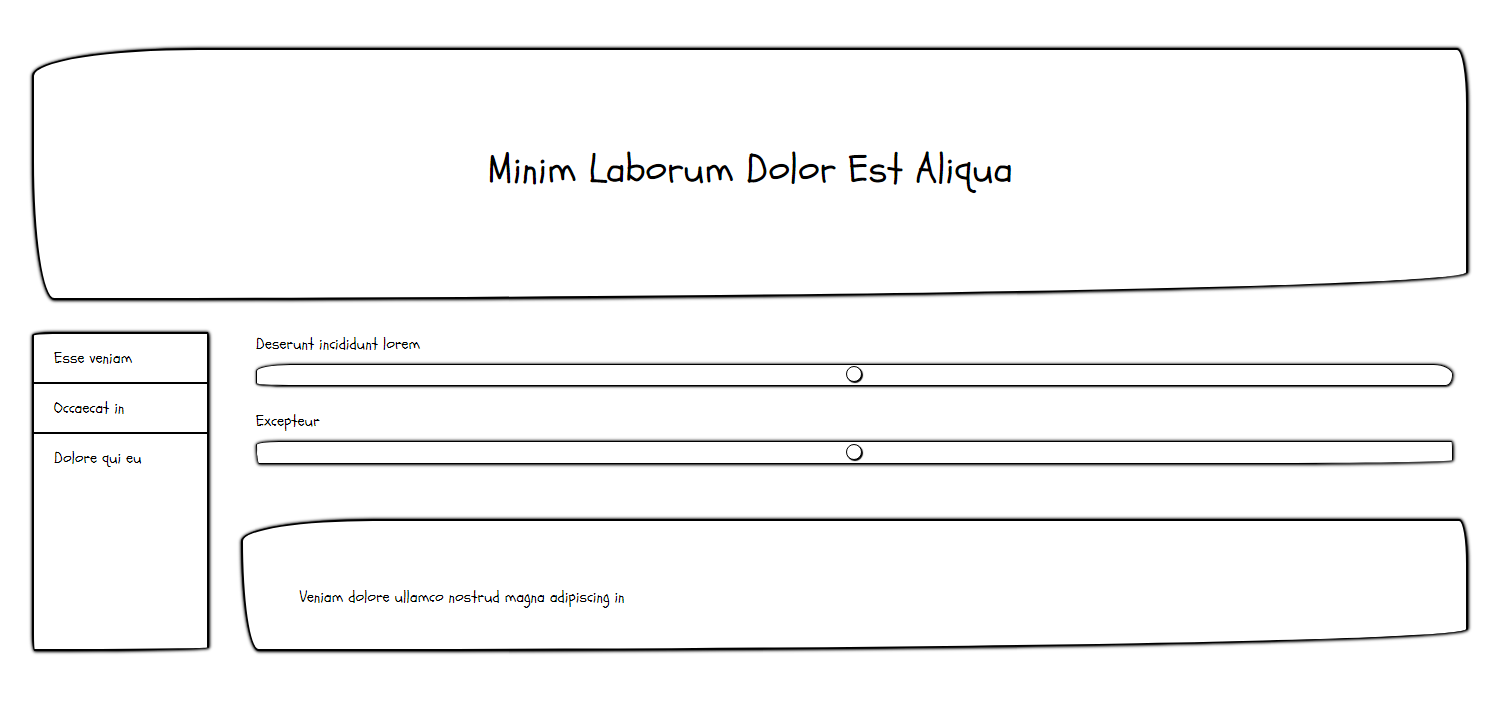 Minim Laborum Dolor Est Aliqua
Esse veniam
Occaecat in
Dolore qui eu
Deserunt incididunt lorem
Excepteur
Veniam dolore ullamco nostrud magna adipiscing in